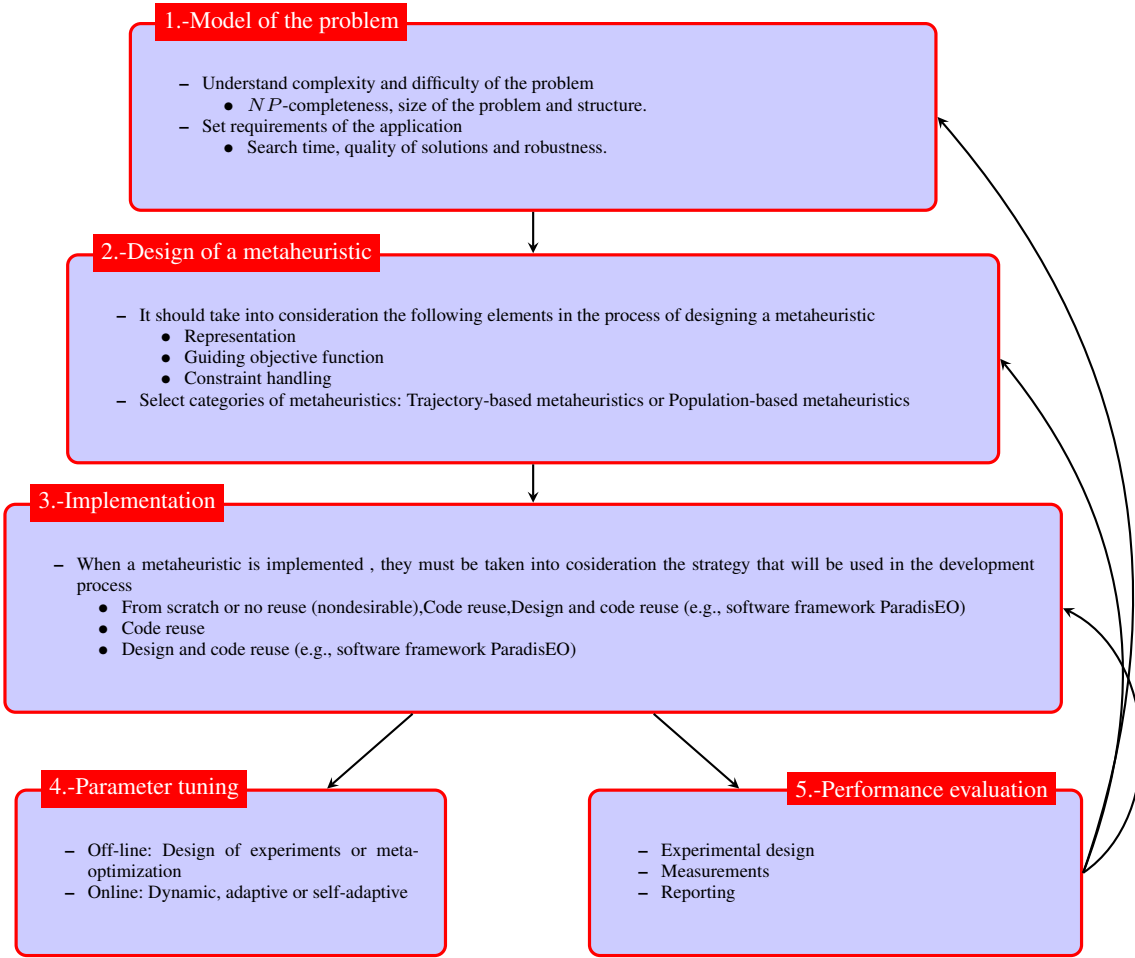 1.-Model of the problem
– Understand complexity and difficulty of the problem
• NP-completeness, size of the problem and structure.
– Set requirements of the application
• Search time, quality of solutions and robustness.
2.-Design of a metaheuristic
– It should take into consideration the following elements in the process of designing a metaheuristic
• Representation
• Guiding objective function
• Constraint handling
– Select categories of metaheuristics: Trajectory-based metaheuristics or Population-based metaheuristics
3.-Implementation
– When a metaheuristic is implemented , they must be taken into cosideration the strategy that will be used in the development
process
• From scratch or no reuse (nondesirable),Code reuse,Design and code reuse (e.g., software framework ParadisEO)
• Code reuse
• Design and code reuse (e.g., software framework ParadisEO)
4.-Parameter tuning
– Off-line: Design of experiments or meta-
optimization
– Online: Dynamic, adaptive or self-adaptive
5.-Performance evaluation
– Experimental design
– Measurements
– Reporting